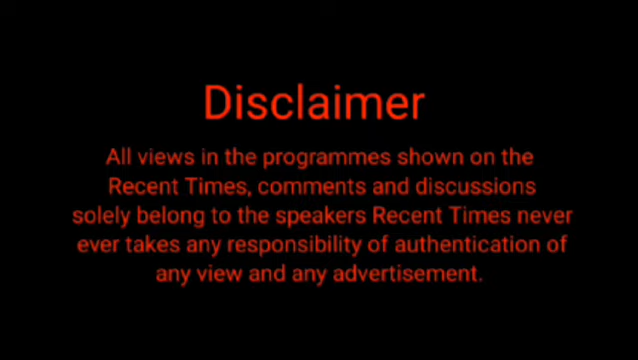 Disclaimer
All views in the programmes shown on the
Recent Times, comments and discussions
solely belong to the speakers Recent Times never
ever takes any responsibility of authentication of
any view and any advertisement.